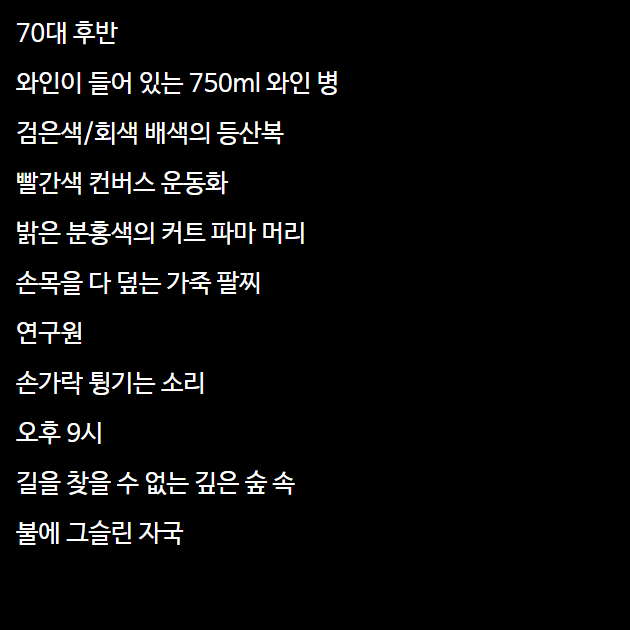 70대 후반
와인이 들어 있는 750ml 와인 병
검은색/회색 배색의 등산복
빨간색 컨버스 운동화
밝은 분홍색의 커트 파마 머리
손목을 다 덮는 가죽 팔찌
연구원
손가락 튕기는 소리
오후 9시
길을 찾을 수 없는 깊은 숲 속
불에 그슬린 자국